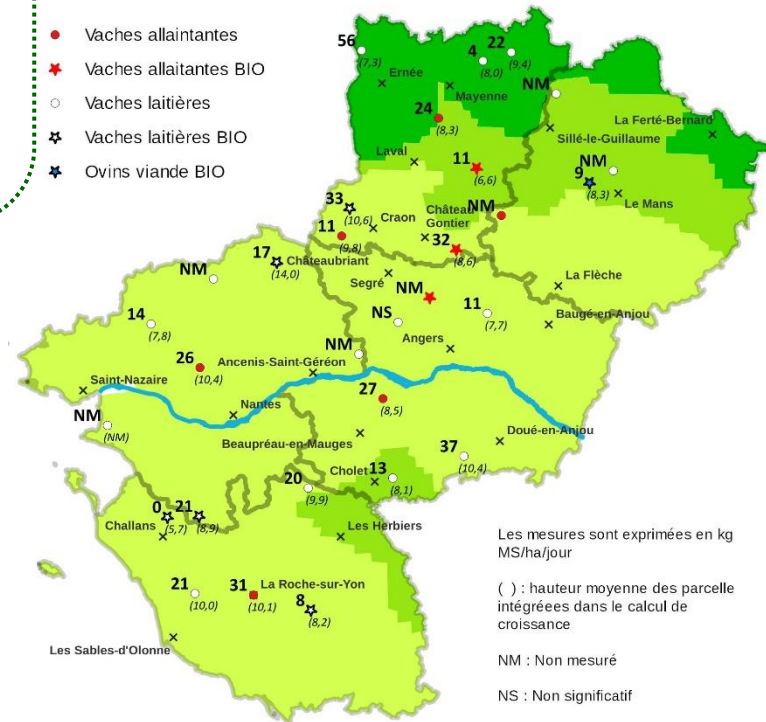 Vaches allaintantes
Vaches allaitantes BIO
Vaches laitières
Vaches laitières BIO
Ovins viande BIO
56
(7,3)
4
(8,0)
22
(9,4)
Ernée
Mayenne
NM
La Ferté-Bernard
24
(8,3)
Sillé-le-Guillaume
Laval
11
(6,6)
NM
9
(8,3)
Le Mans
33
(10,6)
Craon
Château
Gontier
NM
11
(9,8)
32
(8,6)
17
(14,0)
Châteaubriant
Segré
La Flèche
NM
NM
11
(7,7)
Baugé-en-Anjou
14
(7,8)
NS
Angers
NM
26
(10,4)
Ancenis-Saint-Géréon
Saint-Nazaire
27
(8,5)
Nantes
NM
(NM)
Beaupréau-en-Mauges
Doué-en-Anjou
37
(10,4)
Cholet
13
(8,1)
20
(9,9)
0
(5,7)
21
(8,9)
Challans
Les Herbiers
21
(10,0)
31
(10,1)
La Roche-sur-Yon
8
(8,2)
Les Sables-d'Olonne
Les mesures sont exprimées en kg
MS/ha/jour
( ) : hauteur moyenne des parcelle
intégréees dans le calcul de
croissance
NM : Non mesuré
NS : Non significatif